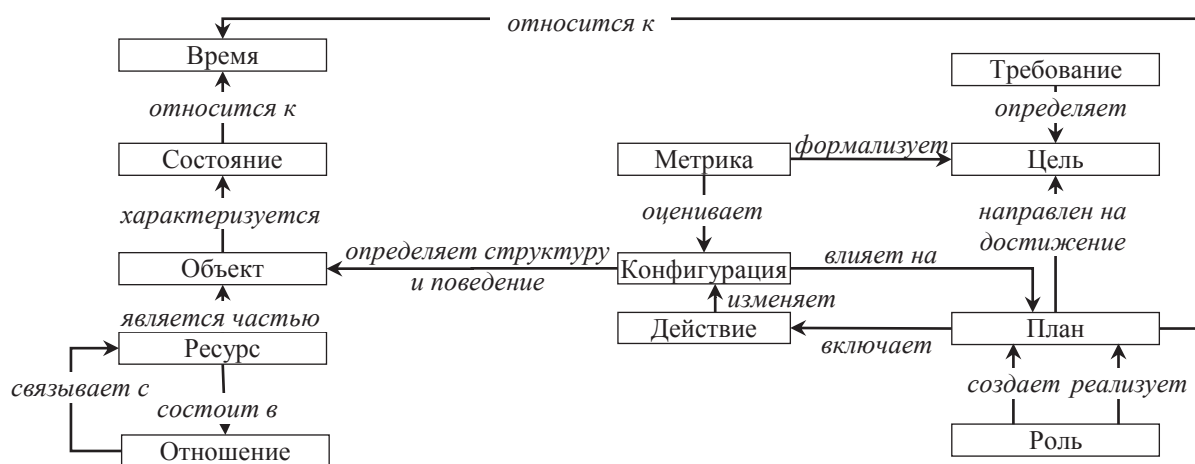 относится к
Время
Требование
относится к
определяет
Состояние
Метрика
формализует
Цель
характеризуется
оценивает
направлен на
достижение
определяет структуру
и поведение
Объект
Конфигурация
влияет на
является частью
изменяет
Ресурс
Действие
включает
План
связывает с
состоит в
создает
реализует
Отношение
Роль